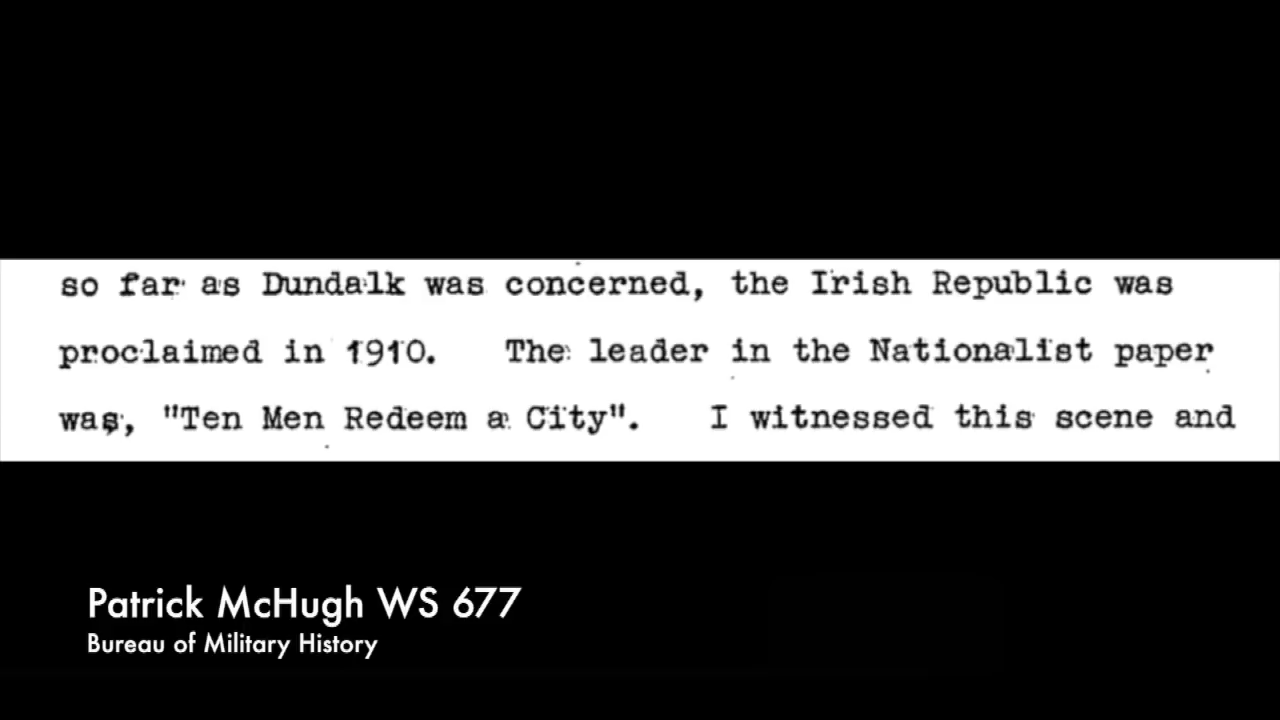 so far as Dundalk was concerned, the Irish Republic was
proclaimed in 1910. The leader in the Nationalist paper
was, "Ten Men Redeem a City". I witnessed this scene and
Patrick McHugh WS 677
Bureau of Military History